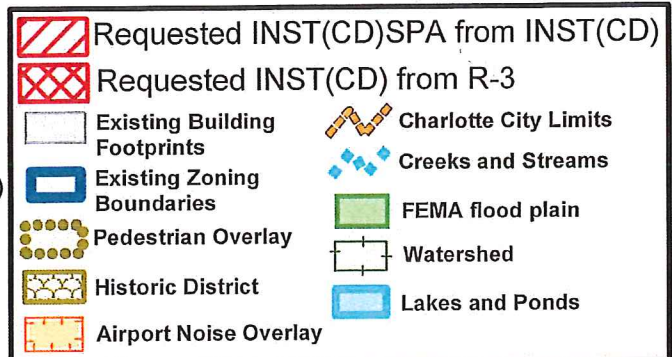 Requested INST(CD)SPA from INST(CD)
Requested INST(CD) from R-3
Existing Building
Footprints
Existing Zoning
Boundaries
Pedestrian Overlay
Historic District
Airport Noise Overlay
Charlotte City Limits
Creeks and Streams
FEMA flood plain
Watershed
Lakes and Ponds